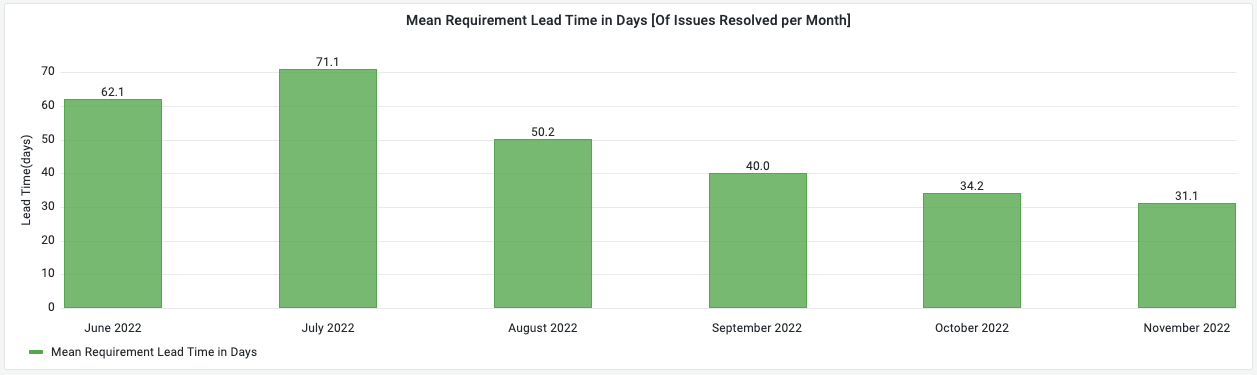 Mean Requirement Lead Time in Days [Of Issues Resolved per Month]
Lead Time(days)
70
60
50
40
30
20
10
0
62.1
71.1
50.2
40.0
34.2
31.1
June 2022
July 2022
August 2022
September 2022
October 2022
November 2022
Mean Requirement Lead Time in Days